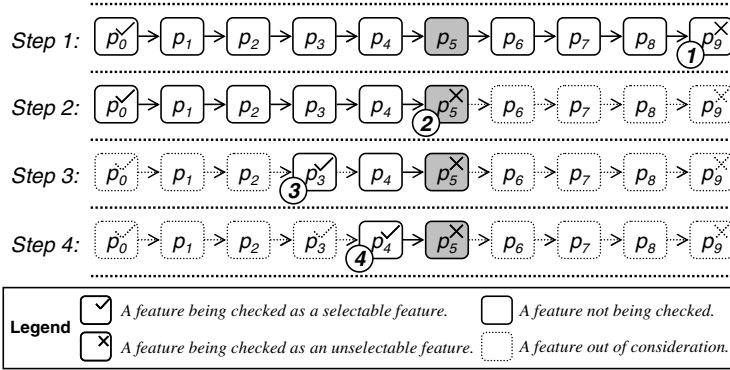 Step 1: p0 p1 p2 p3 p4 p5 p6 p7 p8 p9 1
Step 2: p0 p1 p2 p3 p4 p5 p6 p7 p8 p9 2
Step 3: p0 p1 p2 p3 p4 p5 p6 p7 p8 p9 3
Step 4: p0 p1 p2 p3 p4 p5 p6 p7 p8 p9 4
Legend
A feature being checked as a selectable feature.
A feature not being checked.
A feature being checked as an unselectable feature.
A feature out of consideration.